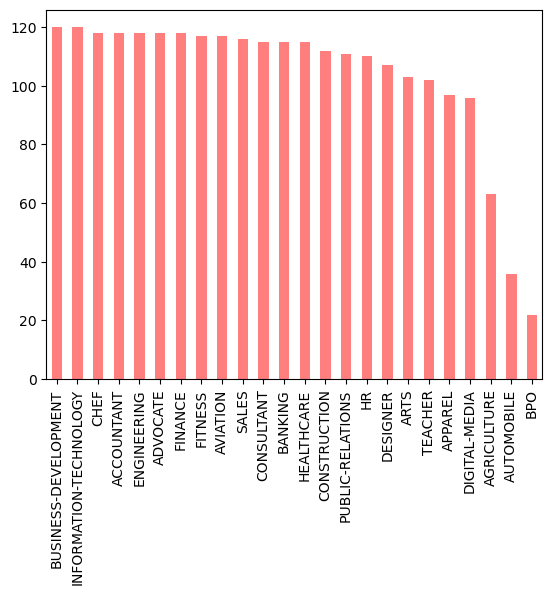 120
100
80
60
40
20
0
BUSINESS-DEVELOPMENT
INFORMATION-TECHNOLOGY
CHEF
ACCOUNTANT
ENGINEERING
ADVOCATE
FINANCE
FITNESS
AVIATION
SALES
CONSULTANT
BANKING
HEALTHCARE
CONSTRUCTION
PUBLIC-RELATIONS
HR
DESIGNER
ARTS
TEACHER
APPAREL
DIGITAL-MEDIA
AGRICULTURE
AUTOMOBILE
BPO